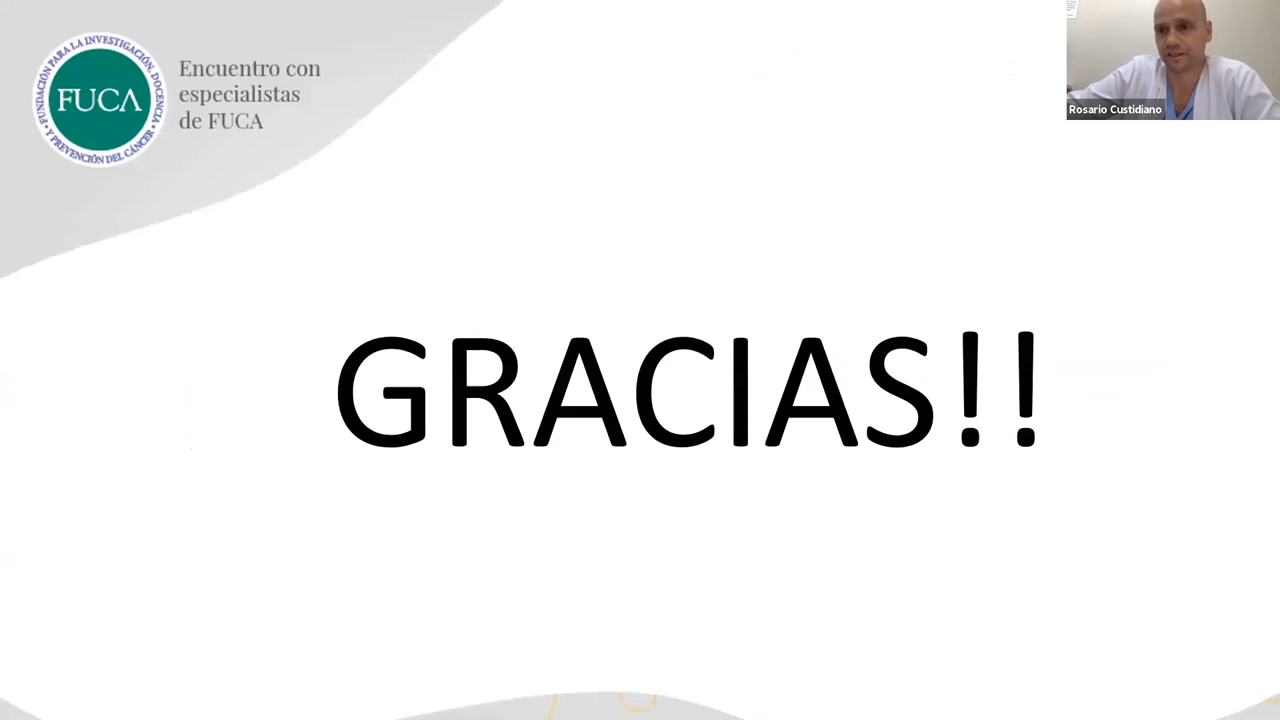 FUNDACIÓN PARA LA INVESTIGACIÓN, DOCENCIA
Y PREVENCIÓN DEL CÁNCER
FUCA
Encuentro con
especialistas
de FUCA
Rosario Custidiano
GRACIAS!!